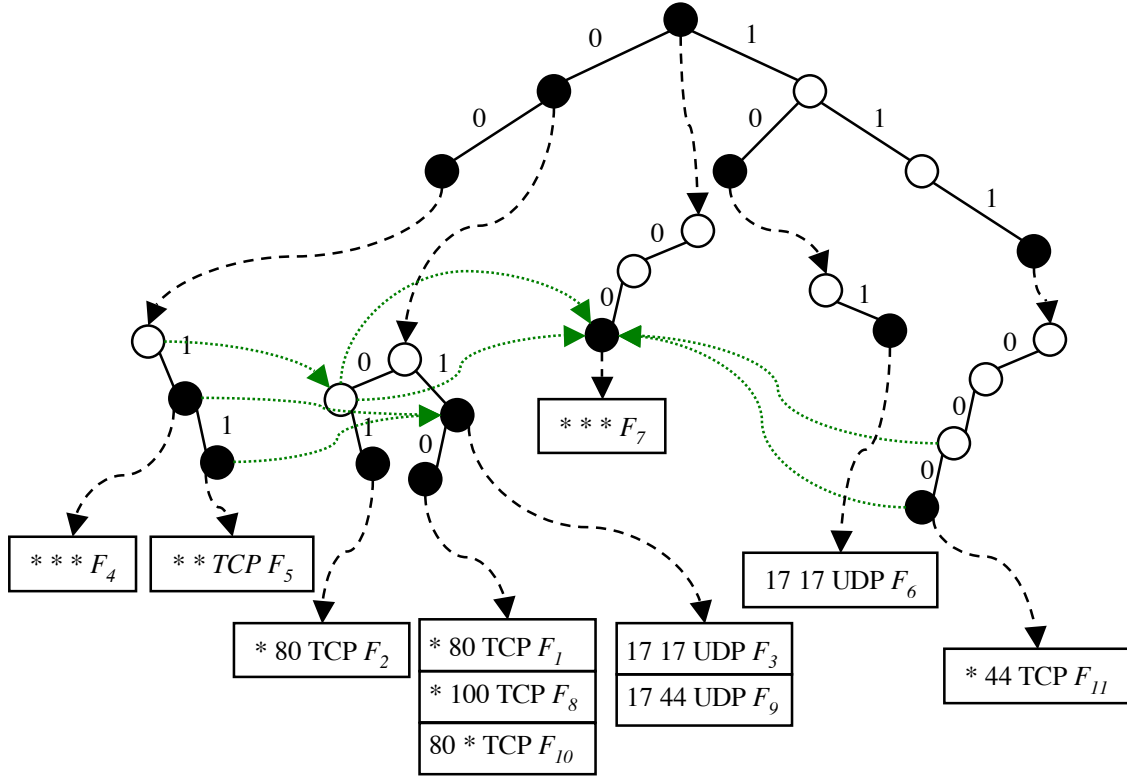 0 1
0 0 1
0 1
0 1 0
1 0 1 0
1 1 0 0
* * * F7
* * * F4
* * TCP F5
17 17 UDP F6
* 80 TCP F2
* 80 TCP F1
* 100 TCP F8
80 * TCP F10
17 17 UDP F3
17 44 UDP F9
* 44 TCP F11